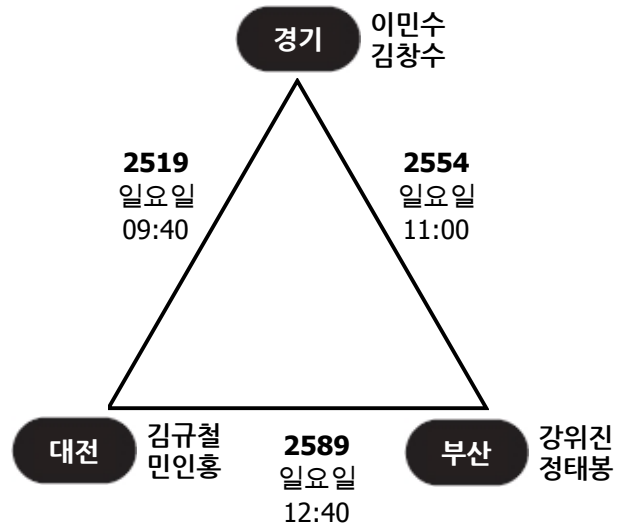 경기
이민수
김창수
2519
일요일
09:40
2554
일요일
11:00
대전
김규철
민인홍
2589
일요일
12:40
부산
강위진
정태봉